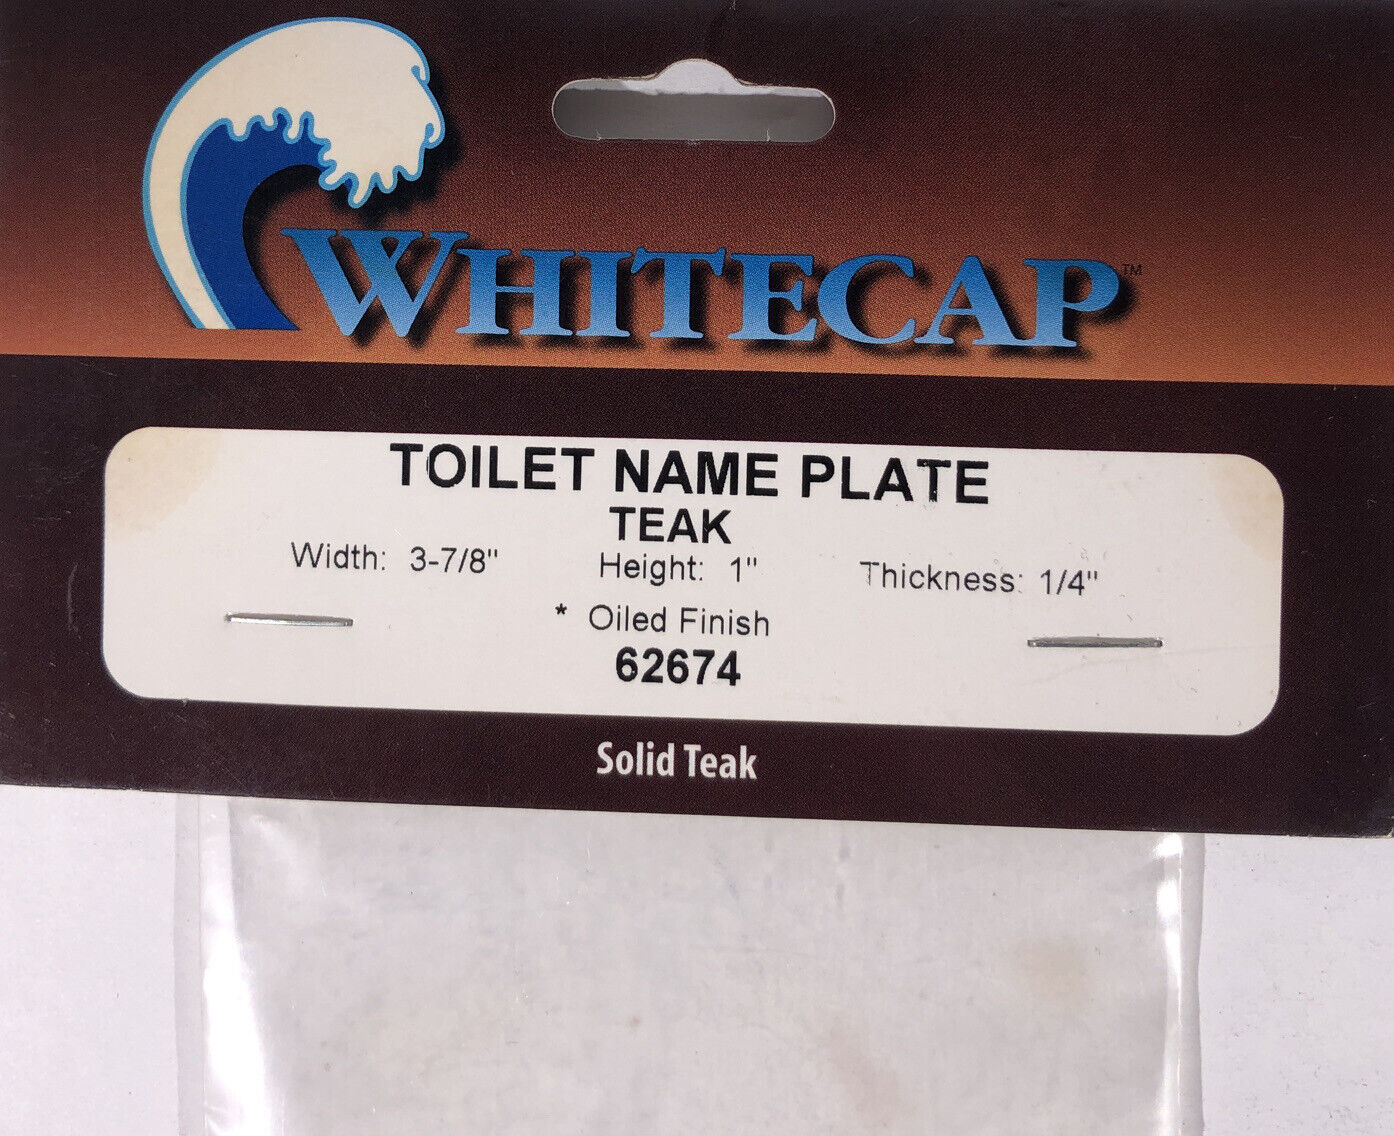 WHITECAP™
TOILET NAME PLATE
TEAK
Width: 3-7/8" Height: 1" Thickness: 1/4"
* Oiled Finish
62674
Solid Teak